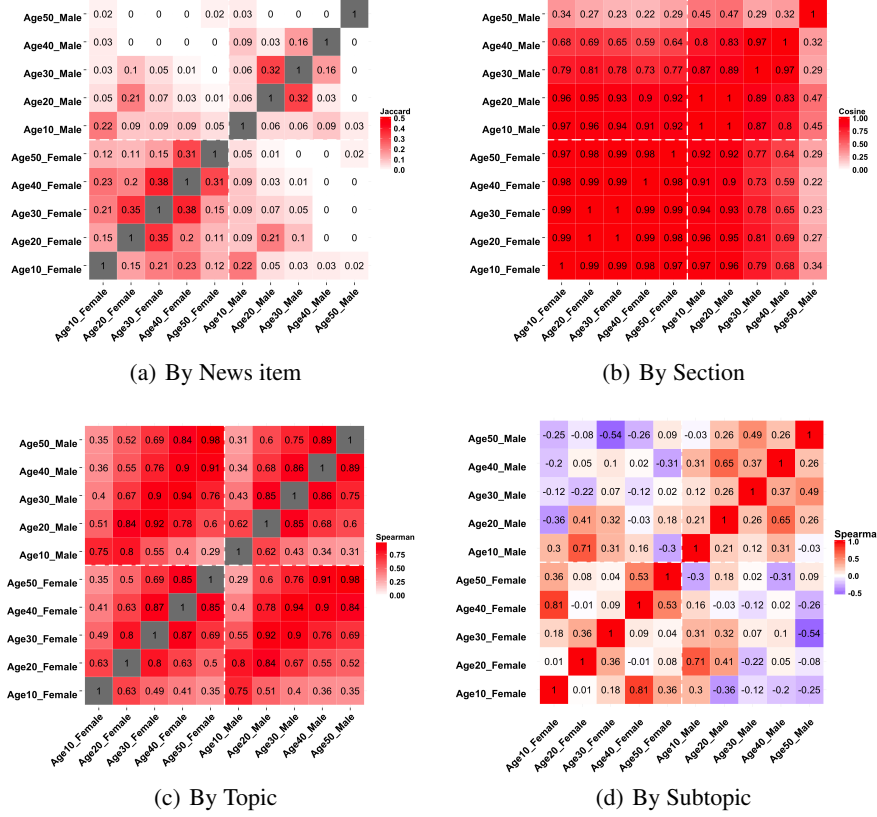 Age50_Male 0.02 0 0 0 0.02 0.03 0 0 0 1
Age40_Male 0.03 0 0 0 0 0.09 0.03 0.16 1 0
Age30_Male 0.03 0.1 0.05 0.01 0 0.06 0.32 1 0.16 0
Age20_Male 0.05 0.21 0.07 0.03 0.01 0.06 1 0.32 0.03 0
Age10_Male 0.22 0.09 0.09 0.09 0.05 1 0.06 0.06 0.09 0.03
Age50_Female 0.12 0.11 0.15 0.31 1 0.05 0.01 0 0 0.02
Age40_Female 0.23 0.2 0.38 1 0.31 0.09 0.03 0.01 0 0
Age30_Female 0.21 0.35 1 0.38 0.15 0.09 0.07 0.05 0 0
Age20_Female 0.15 1 0.35 0.2 0.11 0.09 0.21 0.1 0 0
Age10_Female 1 0.15 0.21 0.23 0.12 0.22 0.05 0.03 0.03 0.02
Age10_Female Age20_Female Age30_Female Age40_Female Age50_Female Age10_Male Age20_Male Age30_Male Age40_Male Age50_Male
Jaccard
0.5
0.4
0.3
0.2
0.1
0.0
(a) By News item
Age50_Male 0.34 0.27 0.23 0.22 0.29 0.45 0.47 0.29 0.32 1
Age40_Male 0.68 0.69 0.65 0.59 0.64 0.8 0.83 0.97 1 0.32
Age30_Male 0.79 0.81 0.78 0.73 0.77 0.87 0.89 1 0.97 0.29
Age20_Male 0.96 0.95 0.93 0.9 0.92 1 1 0.89 0.83 0.47
Age10_Male 0.97 0.96 0.94 0.91 0.92 1 1 0.87 0.8 0.45
Age50_Female 0.97 0.98 0.99 0.98 1 0.92 0.92 0.77 0.64 0.29
Age40_Female 0.98 0.99 0.99 1 0.98 0.91 0.9 0.73 0.59 0.22
Age30_Female 0.99 1 1 0.99 0.99 0.94 0.93 0.78 0.65 0.23
Age20_Female 0.99 1 1 0.99 0.98 0.96 0.95 0.81 0.69 0.27
Age10_Female 1 0.99 0.99 0.98 0.97 0.97 0.96 0.79 0.68 0.34
Age10_Female Age20_Female Age30_Female Age40_Female Age50_Female Age10_Male Age20_Male Age30_Male Age40_Male Age50_Male
Cosine
1.00
0.75
0.50
0.25
0.00
(b) By Section
Age50_Male 0.35 0.52 0.69 0.84 0.98 0.31 0.6 0.75 0.89 1
Age40_Male 0.36 0.55 0.76 0.9 0.91 0.34 0.68 0.86 1 0.89
Age30_Male 0.4 0.67 0.9 0.94 0.76 0.43 0.85 1 0.86 0.75
Age20_Male 0.51 0.84 0.92 0.78 0.6 0.62 1 0.85 0.68 0.6
Age10_Male 0.75 0.8 0.55 0.4 0.29 1 0.62 0.43 0.34 0.31
Age50_Female 0.35 0.5 0.69 0.85 1 0.29 0.6 0.76 0.91 0.98
Age40_Female 0.41 0.63 0.87 1 0.85 0.4 0.78 0.94 0.9 0.84
Age30_Female 0.49 0.8 1 0.87 0.69 0.55 0.92 0.9 0.76 0.69
Age20_Female 0.63 1 0.8 0.63 0.5 0.8 0.84 0.67 0.55 0.52
Age10_Female 1 0.63 0.49 0.41 0.35 0.75 0.51 0.4 0.36 0.35
Age10_Female Age20_Female Age30_Female Age40_Female Age50_Female Age10_Male Age20_Male Age30_Male Age40_Male Age50_Male
Spearman
0.75
0.50
0.25
0.00
(c) By Topic
Age50_Male -0.25 -0.08 -0.54 -0.26 0.09 -0.03 0.26 0.49 0.26 1
Age40_Male -0.2 0.05 0.1 0.02 -0.31 0.31 0.65 0.37 1 0.26
Age30_Male -0.12 -0.22 0.07 -0.12 0.02 0.12 0.26 1 0.37 0.49
Age20_Male -0.36 0.41 0.32 -0.03 0.18 0.21 1 0.26 0.65 0.26
Age10_Male 0.3 0.71 0.31 0.16 -0.3 1 0.21 0.12 0.31 -0.03
Age50_Female 0.36 0.08 0.04 0.53 1 -0.3 0.18 0.02 -0.31 0.09
Age40_Female 0.81 -0.01 0.09 1 0.53 0.16 -0.03 -0.12 0.02 -0.26
Age30_Female 0.18 0.36 1 0.09 0.04 0.31 0.32 0.07 0.1 -0.54
Age20_Female 0.01 1 0.36 -0.01 0.08 0.71 0.41 -0.22 0.05 -0.08
Age10_Female 1 0.01 0.18 0.81 0.36 0.3 -0.36 -0.12 -0.2 -0.25
Age10_Female Age20_Female Age30_Female Age40_Female Age50_Female Age10_Male Age20_Male Age30_Male Age40_Male Age50_Male
Spearma
1.0
0.5
0.0
-0.5
(d) By Subtopic